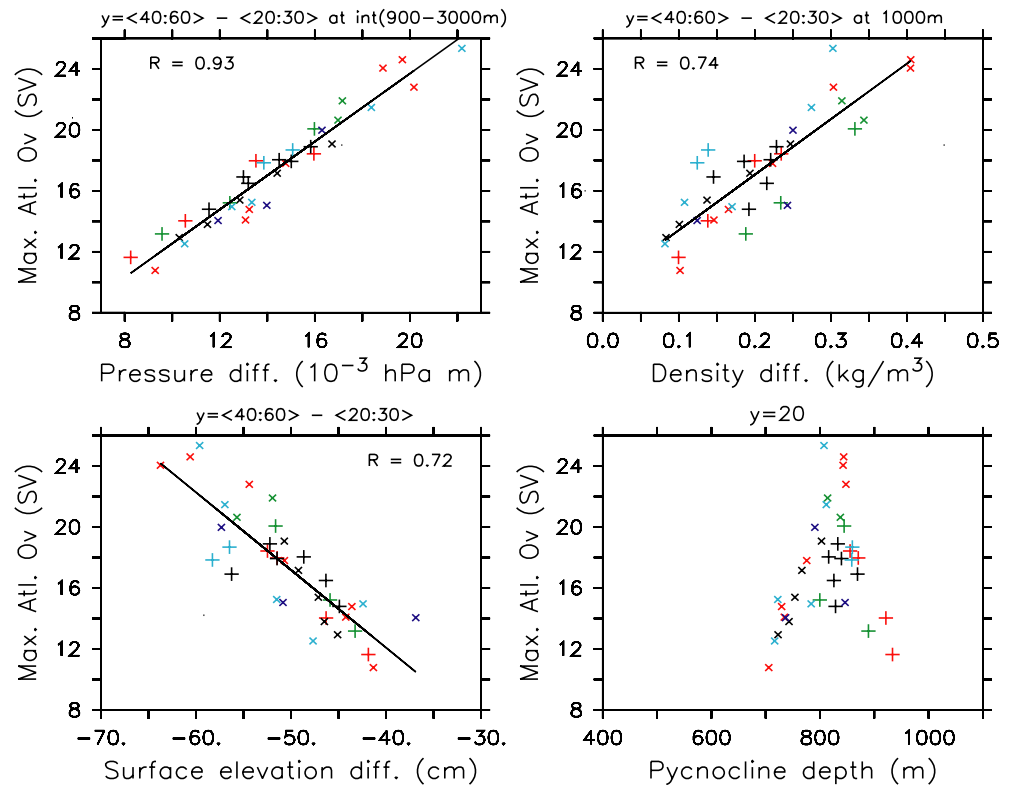 y=<40:60> − <20:30> at int(900−3000m)
R = 0.93
Max. Atl. Ov (SV)
24
20
16
12
8
8 12 16 20
Pressure diff. (10⁻³ hPa m)
y=<40:60> − <20:30> at 1000m
R = 0.74
Max. Atl. Ov (SV)
24
20
16
12
8
0.0 0.1 0.2 0.3 0.4 0.5
Density diff. (kg/m³)
y=<40:60> − <20:30>
R = 0.72
Max. Atl. Ov (SV)
24
20
16
12
8
−70. −60. −50. −40. −30.
Surface elevation diff. (cm)
y=20
Max. Atl. Ov (SV)
24
20
16
12
8
400 600 800 1000
Pycnocline depth (m)